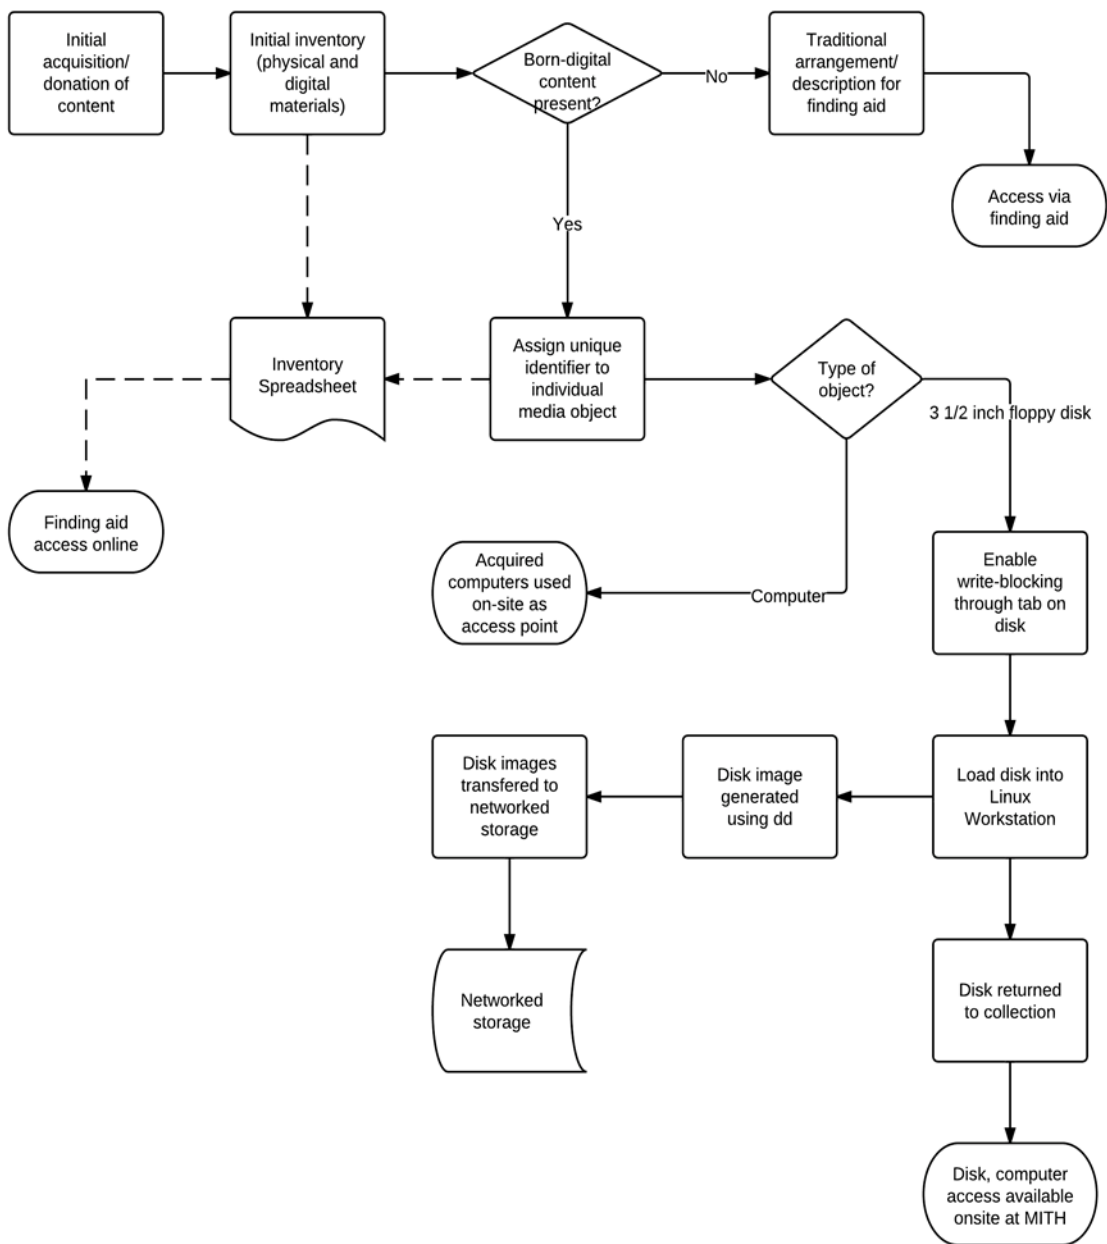 Initial
acquisition/
donation of
content
Initial inventory
(physical and
digital
materials)
Born-digital
content
present?
No
Traditional
arrangement/
description for
finding aid
Access via
finding aid
Yes
Inventory
Spreadsheet
Assign unique
identifier to
individual
media object
Type of
object?
3 1/2 inch floppy disk
Finding aid
access online
Acquired
computers used
on-site as
access point
Computer
Enable
write-blocking
through tab on
disk
Disk images
transfered to
networked
storage
Disk image
generated
using dd
Load disk into
Linux
Workstation
Networked
storage
Disk returned
to collection
Disk, computer
access available
onsite at MITH